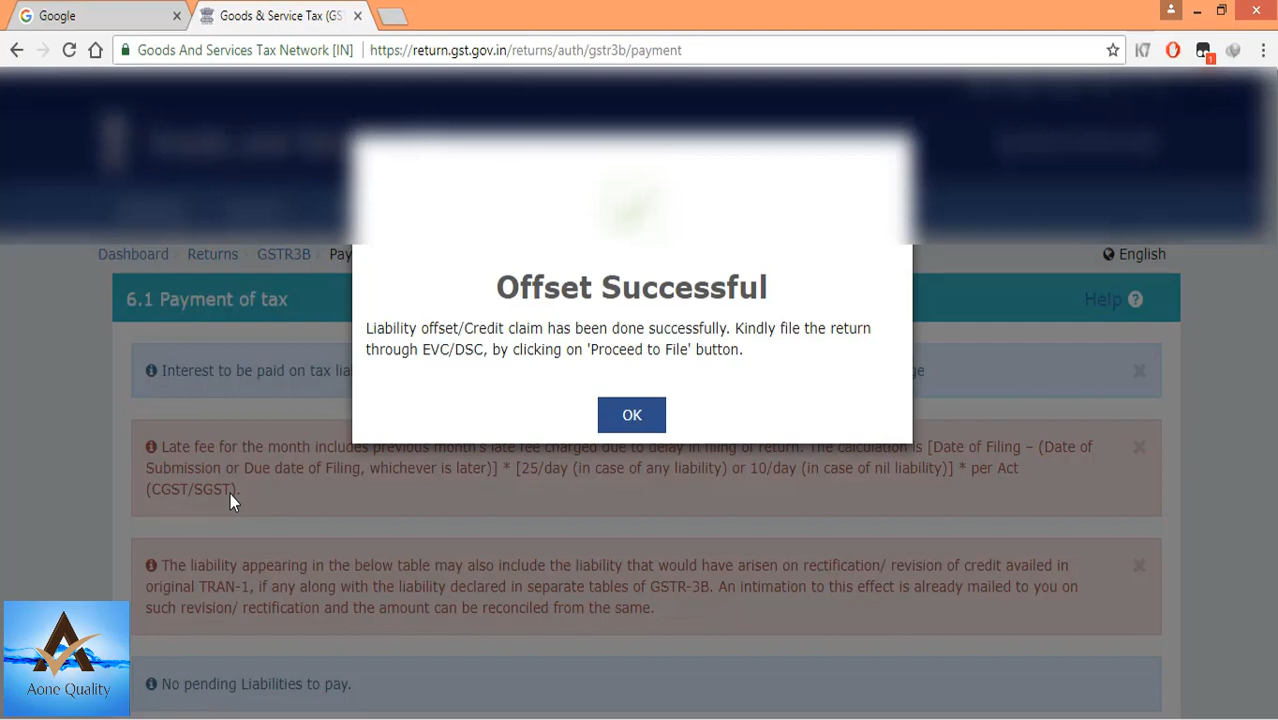 Google
Goods & Service Tax (GS
Goods And Services Tax Network [IN]
https://return.gst.gov.in/returns/auth/gstr3b/payment
K7
1
Dashboard Returns GSTR3B Pay
English
6.1 Payment of tax
Help
Offset Successful
Liability offset/Credit claim has been done successfully. Kindly file the return
through EVC/DSC, by clicking on 'Proceed to File' button.
OK
Interest to be paid on tax lia
ge
Late fee for the month includes previous month's late fee charged due to delay in filing of return. The calculation is [Date of Filing – (Date of
Submission or Due date of Filing, whichever is later)] * [25/day (in case of any liability) or 10/day (in case of nil liability)] * per Act
(CGST/SGST).
The liability appearing in the below table may also include the liability that would have arisen on rectification/ revision of credit availed in
original TRAN-1, if any along with the liability declared in separate tables of GSTR-3B. An intimation to this effect is already mailed to you on
such revision/ rectification and the amount can be reconciled from the same.
No pending Liabilities to pay.
Aone Quality